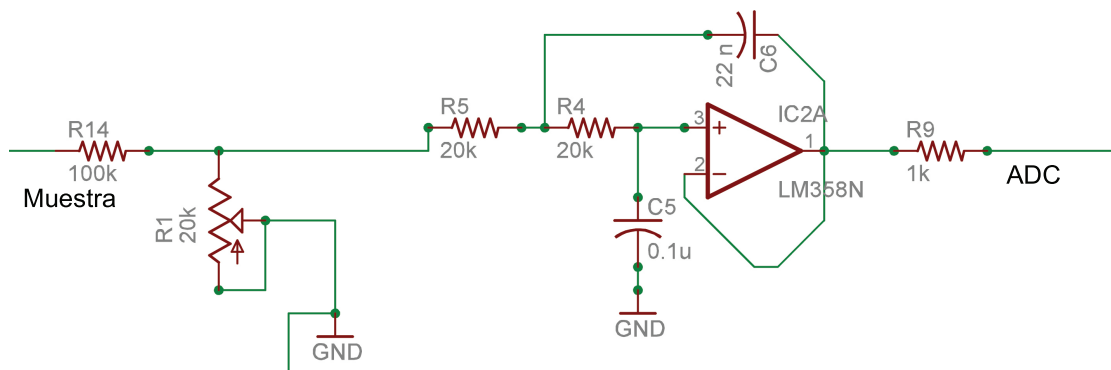 R14
100k
Muestra
R1
20k
GND
R5
20k
R4
20k
22 n
C6
C5
0.1u
GND
3
2
1
IC2A
LM358N
R9
1k
ADC